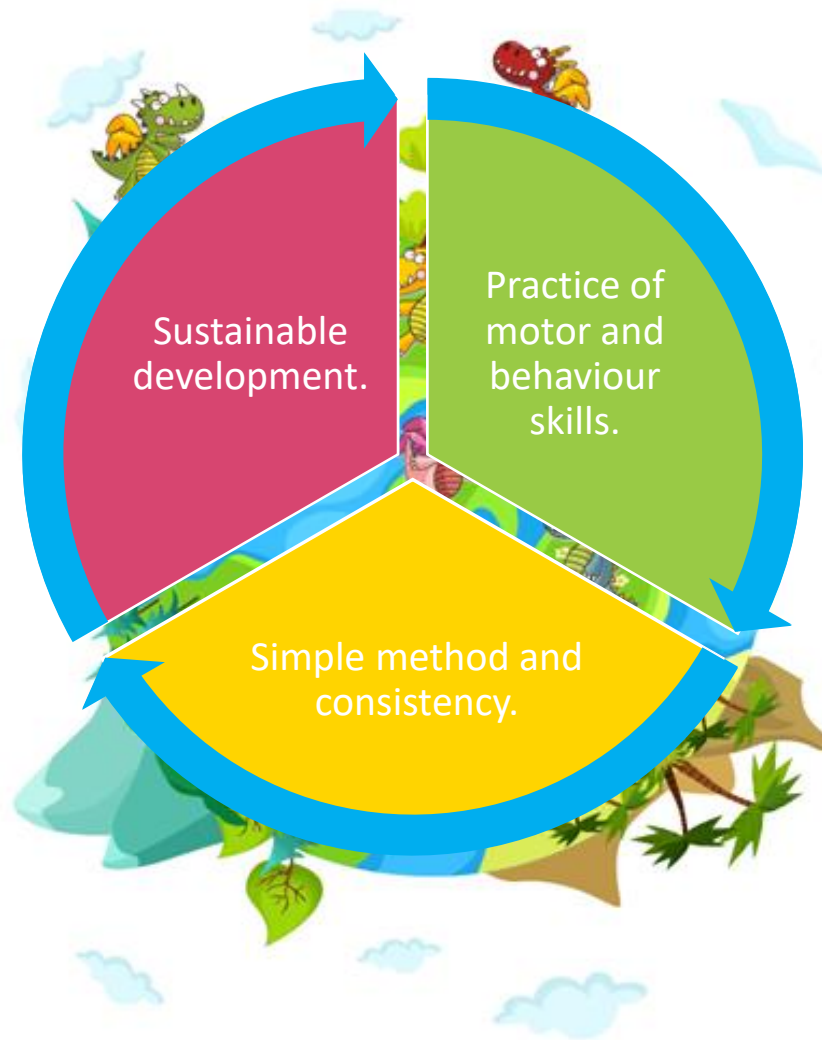 Sustainable
development.
Practice of
motor and
behaviour
skills.
Simple method and
consistency.